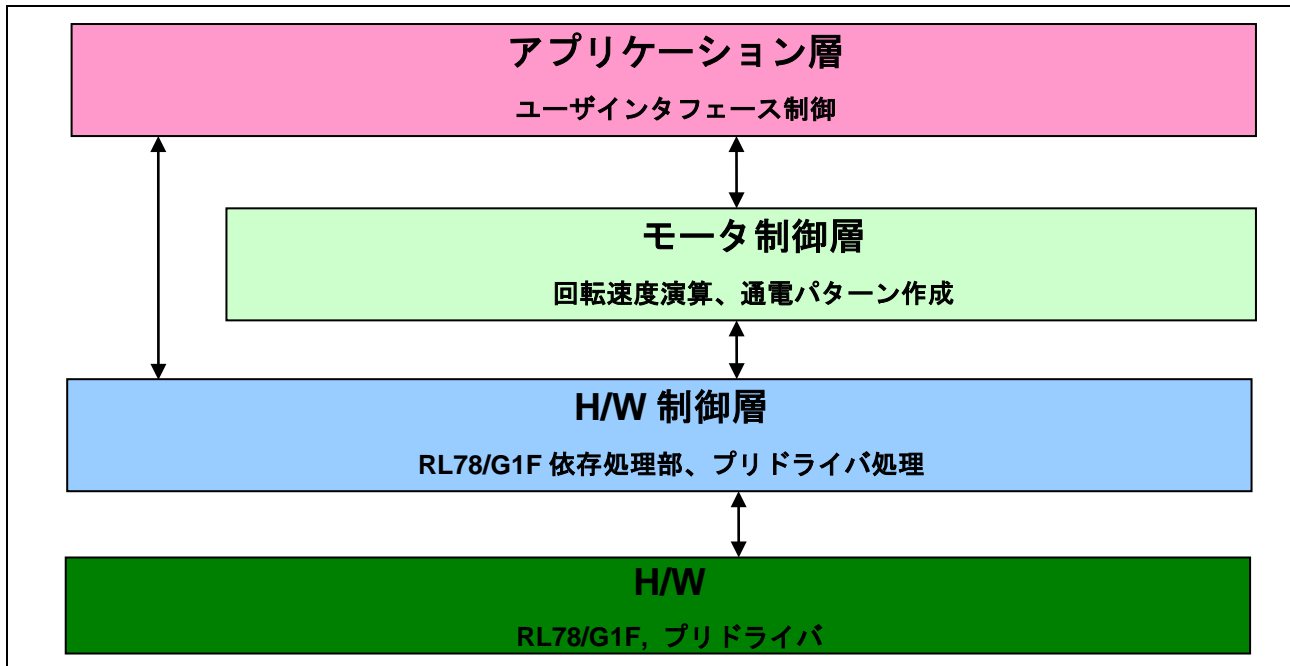 アプリケーション層
ユーザインタフェース制御
モータ制御層
回転速度演算、通電パターン作成
H/W 制御層
RL78/G1F 依存処理部、プリドライバ処理
H/W
RL78/G1F, プリドライバ